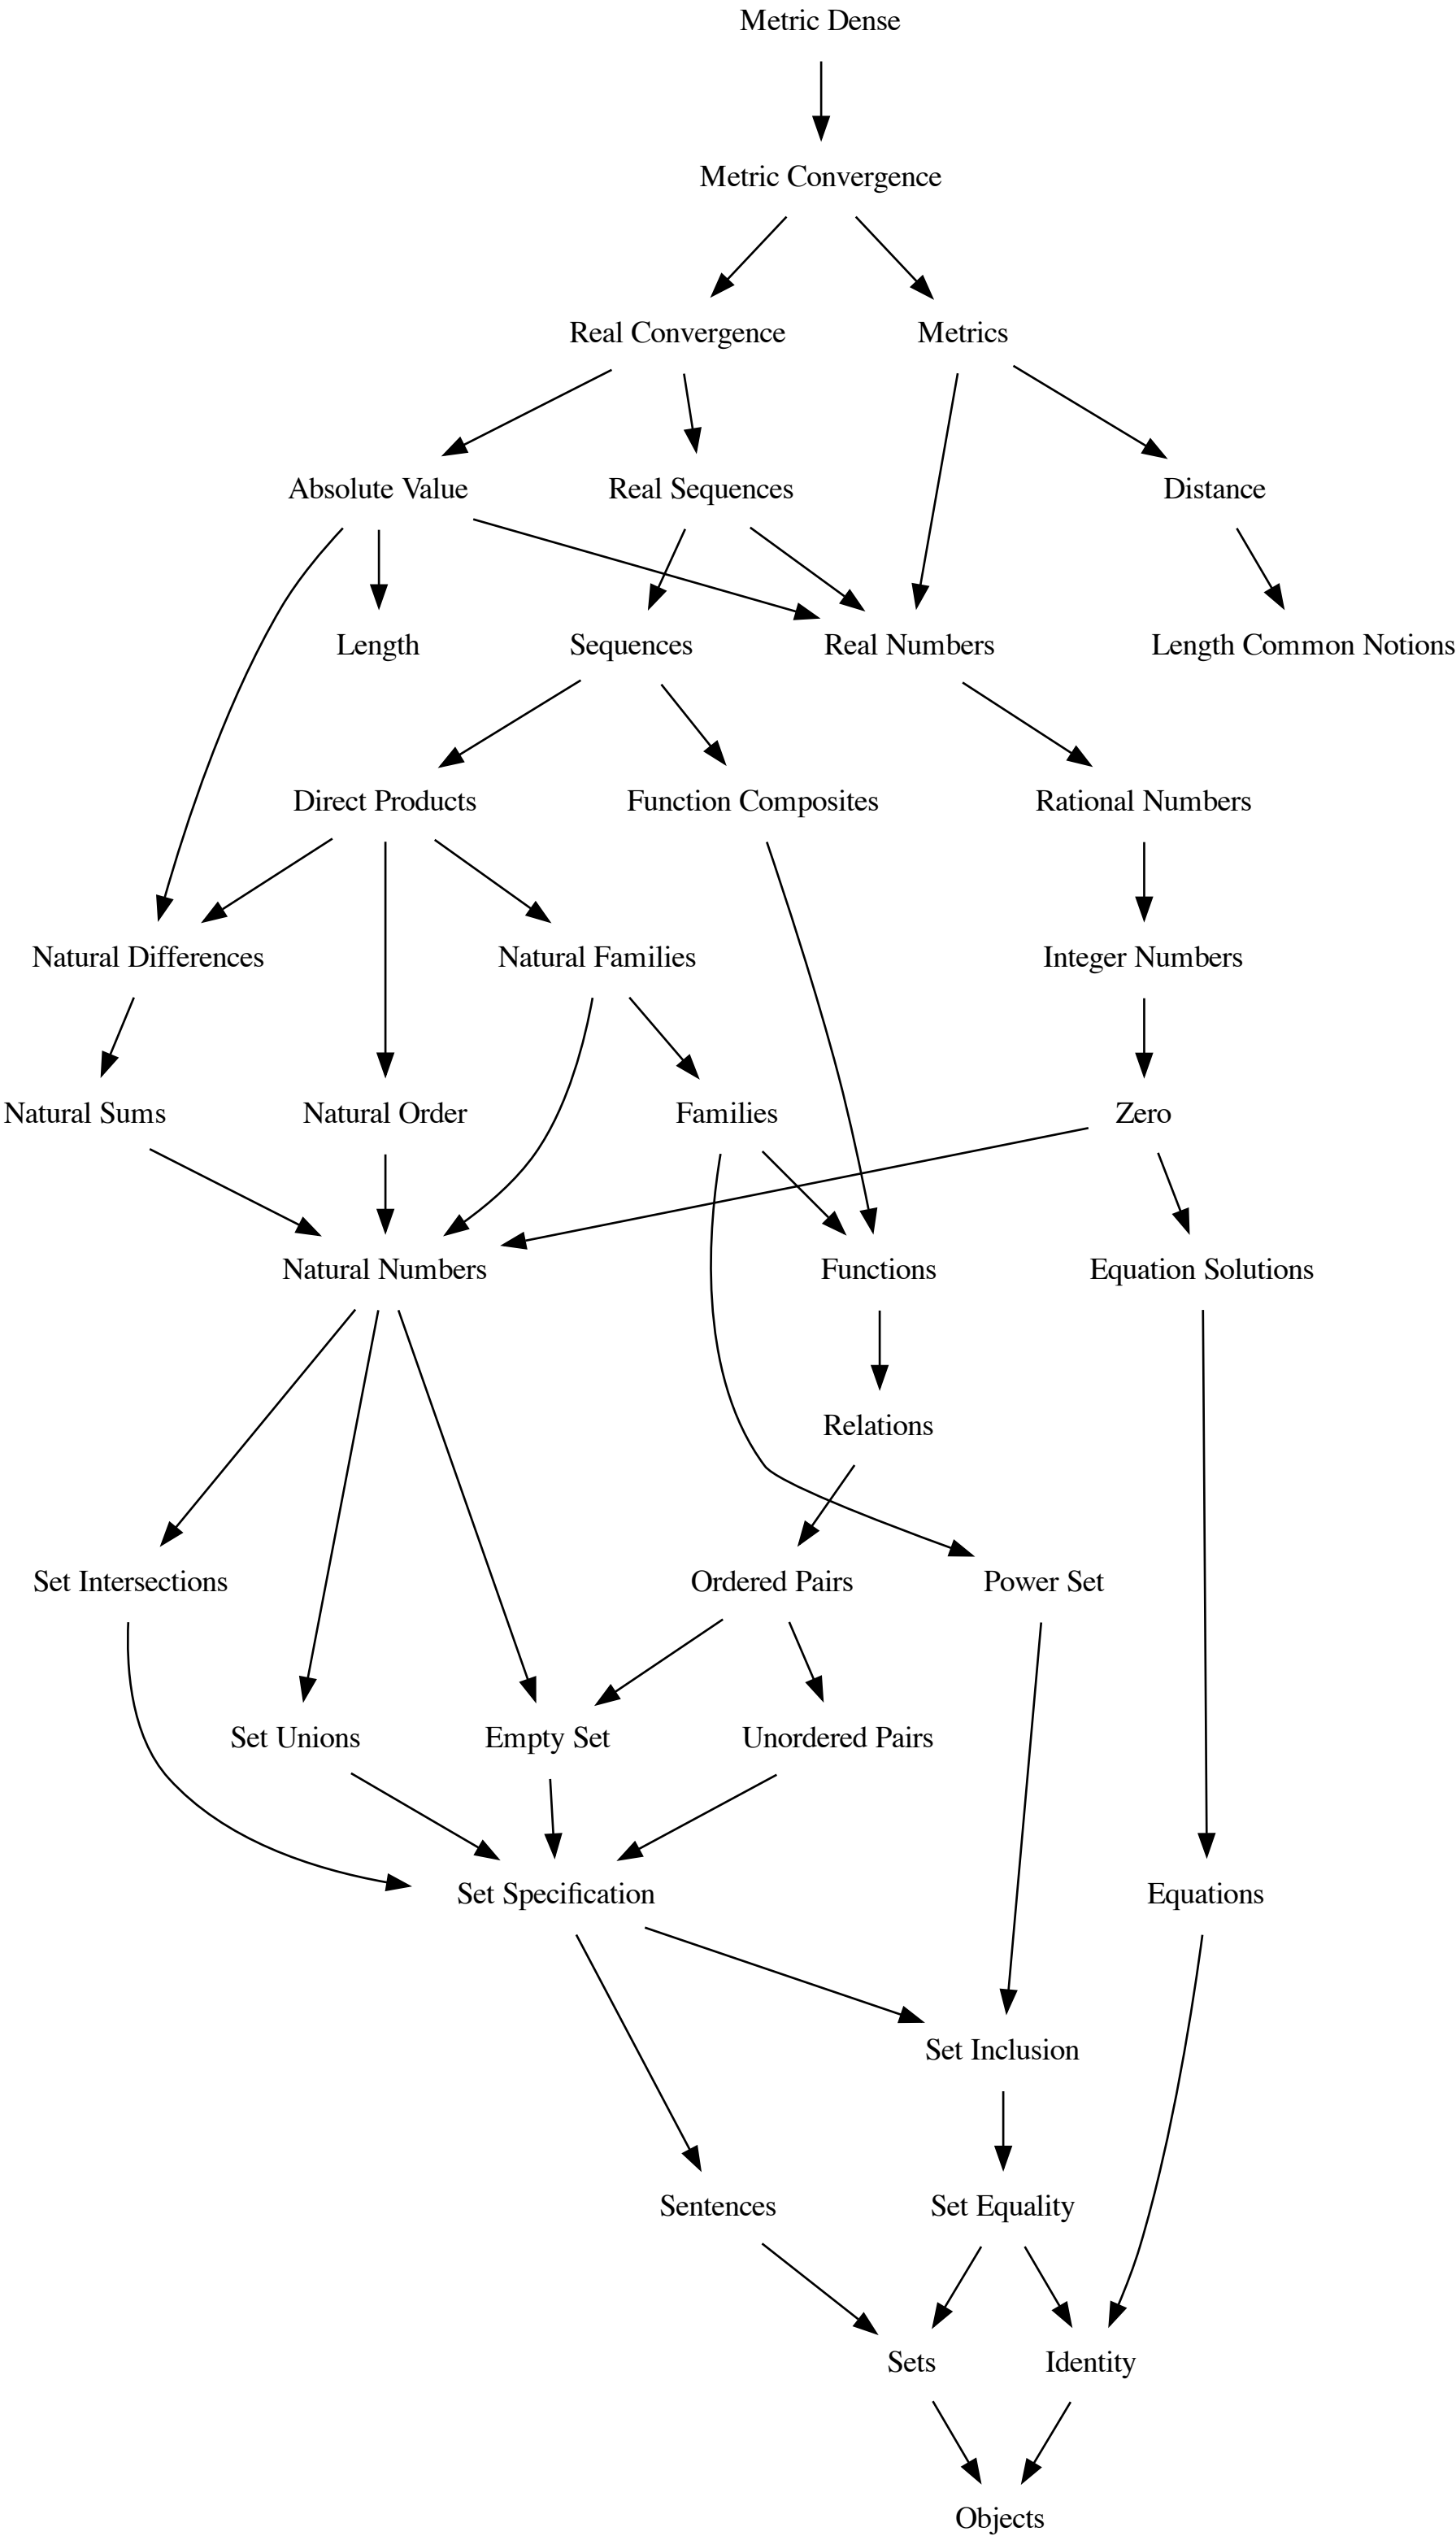 Metric Dense
Metric Convergence
Real Convergence
Metrics
Absolute Value
Real Sequences
Distance
Length
Sequences
Real Numbers
Length Common Notions
Direct Products
Function Composites
Rational Numbers
Natural Differences
Natural Families
Integer Numbers
Natural Sums
Natural Order
Families
Zero
Natural Numbers
Functions
Equation Solutions
Relations
Set Intersections
Ordered Pairs
Power Set
Set Unions
Empty Set
Unordered Pairs
Set Specification
Equations
Set Inclusion
Sentences
Set Equality
Sets
Identity
Objects